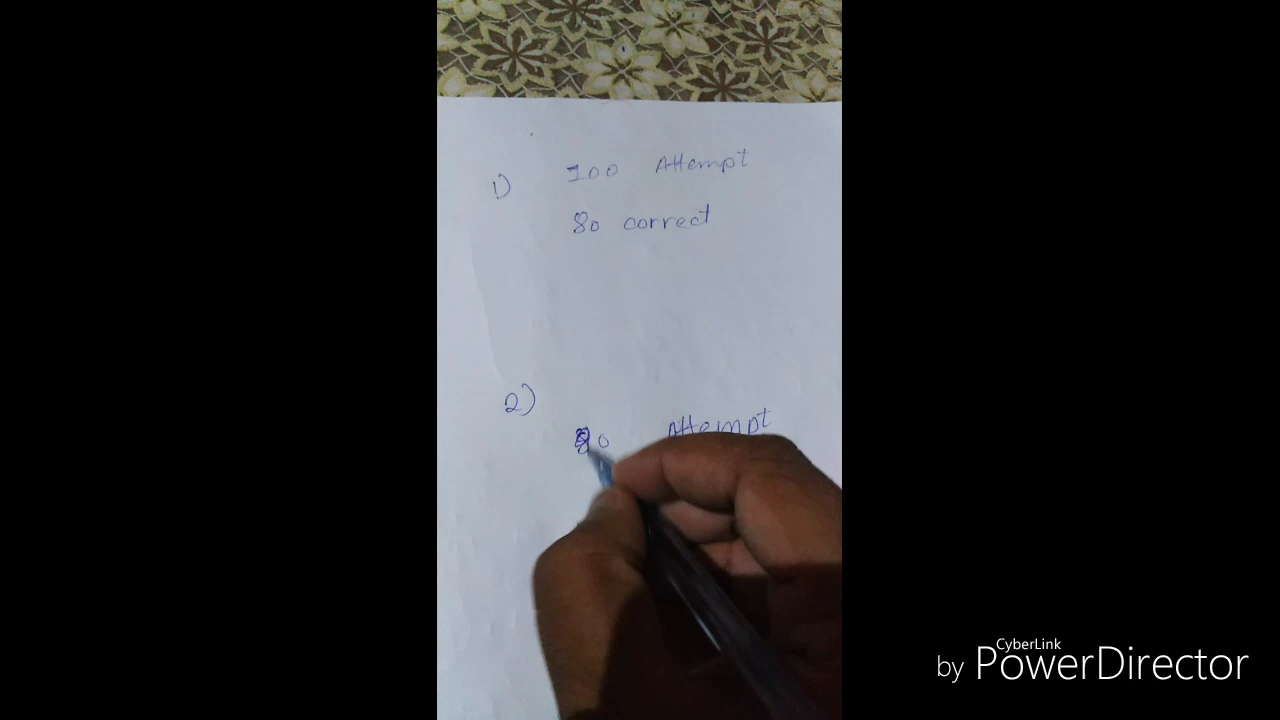 1) 100 Attempt
80 correct
2)
Attempt
CyberLink
by PowerDirector